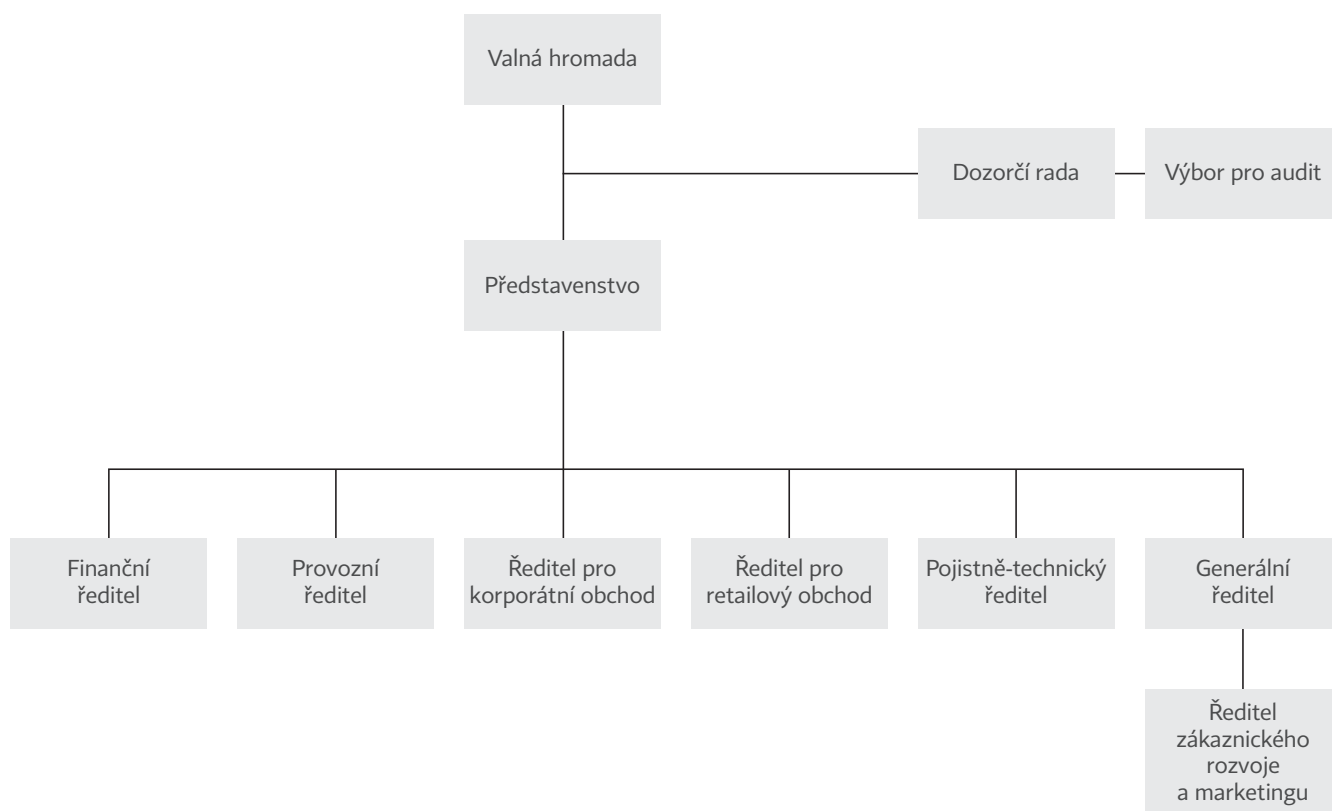 Valná hromada
Dozorčí rada
Výbor pro audit
Představenstvo
Finanční
ředitel
Provozní
ředitel
Ředitel pro
korporátní obchod
Ředitel pro
retailový obchod
Pojistně-technický
ředitel
Generální
ředitel
Ředitel
zákaznického
rozvoje
a marketingu